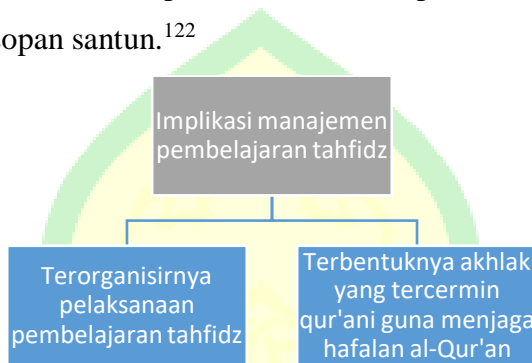 opan santun.122
Implikasi manajemen
pembelajaran tahfidz
Terorganisirnya
pelaksanaan
pembelajaran tahfidz
Terbentuknya akhlak
yang tercermin
qur'ani guna menjaga
hafalan al-Qur'an